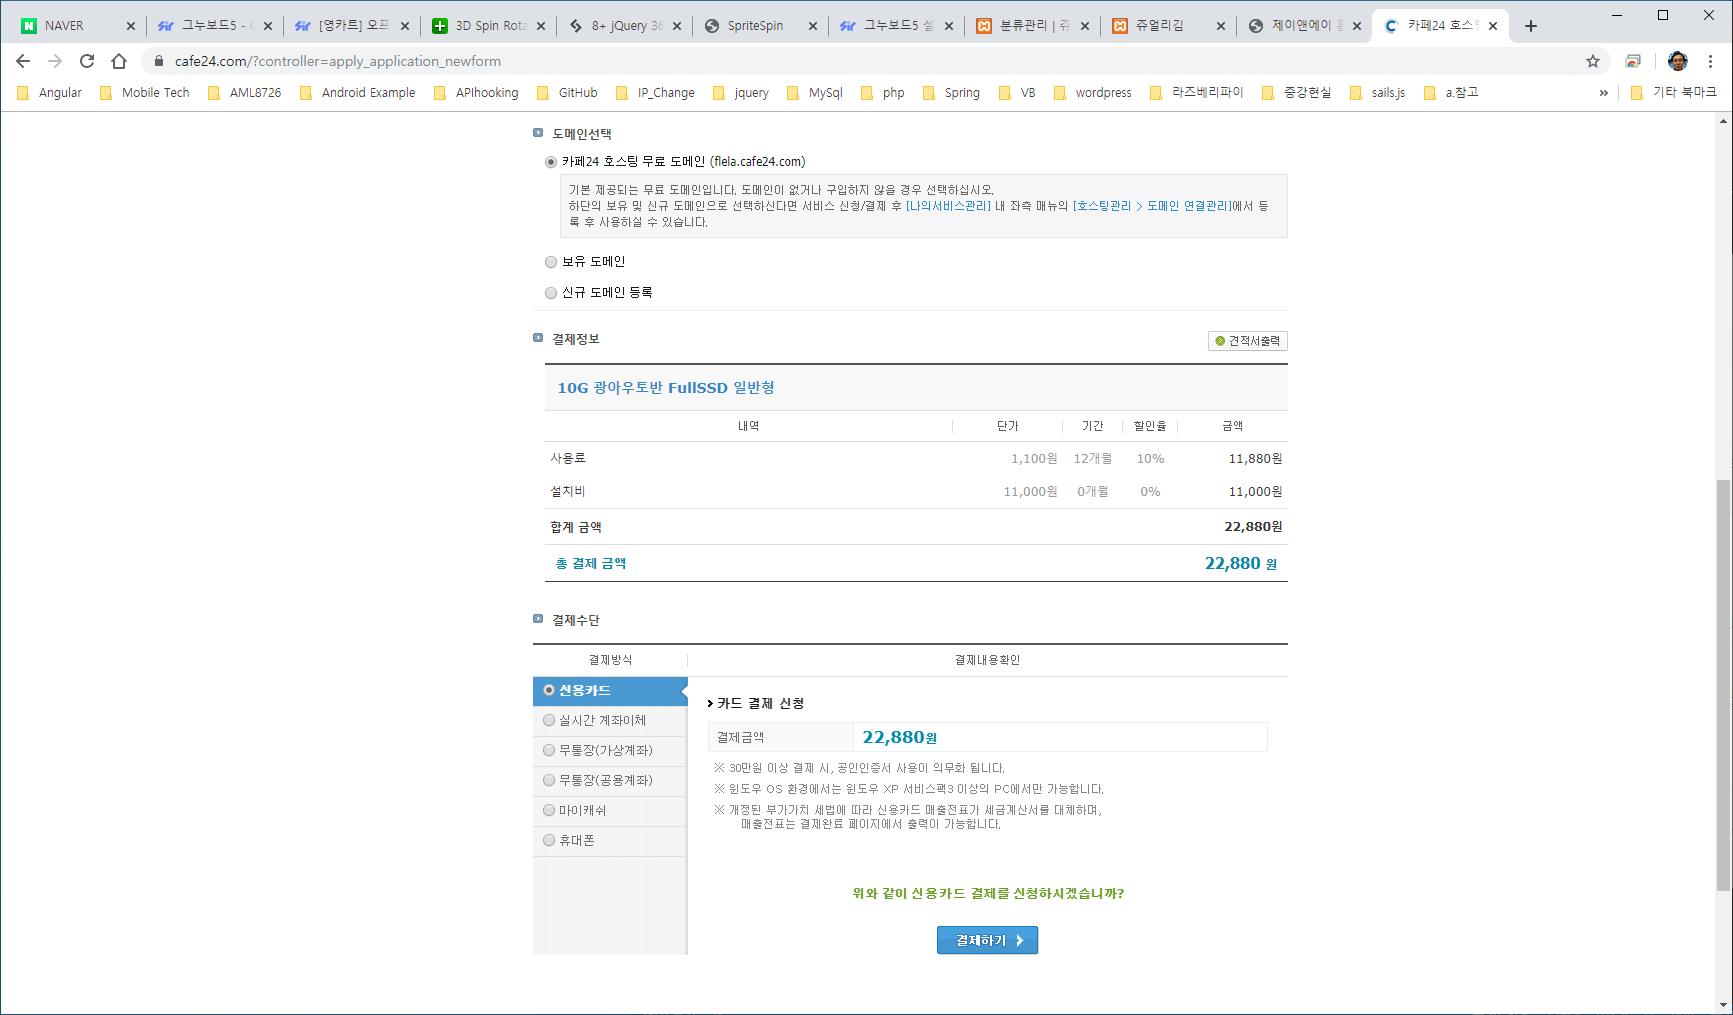 NAVER
그누보드5 - 
[영카트] 오프
3D Spin Rota
8+ jQuery 36
SpriteSpin
그누보드5 설
분류관리 | 쥬
쥬얼리김
제이앤에이
카페24 호스
cafe24.com/?controller=apply_application_newform
Angular Mobile Tech AML8726 Android Example APIhooking GitHub IP_Change jquery MySql php Spring VB wordpress 라즈베리파이 증강현실 sails.js a.참고 » 기타 북마크
도메인선택
카페24 호스팅 무료 도메인 (flela.cafe24.com)
기본 제공되는 무료 도메인입니다. 도메인이 없거나 구입하지 않을 경우 선택하십시오.
하단의 보유 및 신규 도메인으로 선택하신다면 서비스 신청/결제 후 [나의서비스관리] 내 좌측 매뉴의 [호스팅관리 > 도메인 연결관리]에서 등
록 후 사용하실 수 있습니다.
보유 도메인
신규 도메인 등록
결제정보
견적서출력
10G 광아우토반 FullSSD 일반형
내역 단가 기간 할인율 금액
사용료 1,100원 12개월 10% 11,880원
설치비 11,000원 0개월 0% 11,000원
합계 금액 22,880원
총 결제 금액 22,880 원
결제수단
결제방식 결제내용확인
신용카드
실시간 계좌이체
무통장(가상계좌)
무통장(공용계좌)
마이캐쉬
휴대폰
카드 결제 신청
결제금액 22,880원
※ 30만원 이상 결제 시, 공인인증서 사용이 의무화 됩니다.
※ 윈도우 OS 환경에서는 윈도우 XP 서비스팩3 이상의 PC에서만 가능합니다.
※ 개정된 부가가치 세법에 따라 신용카드 매출전표가 세금계산서를 대체하며,
매출전표는 결제완료 페이지에서 출력이 가능합니다.
위와 같이 신용카드 결제를 신청하시겠습니까?
결제하기